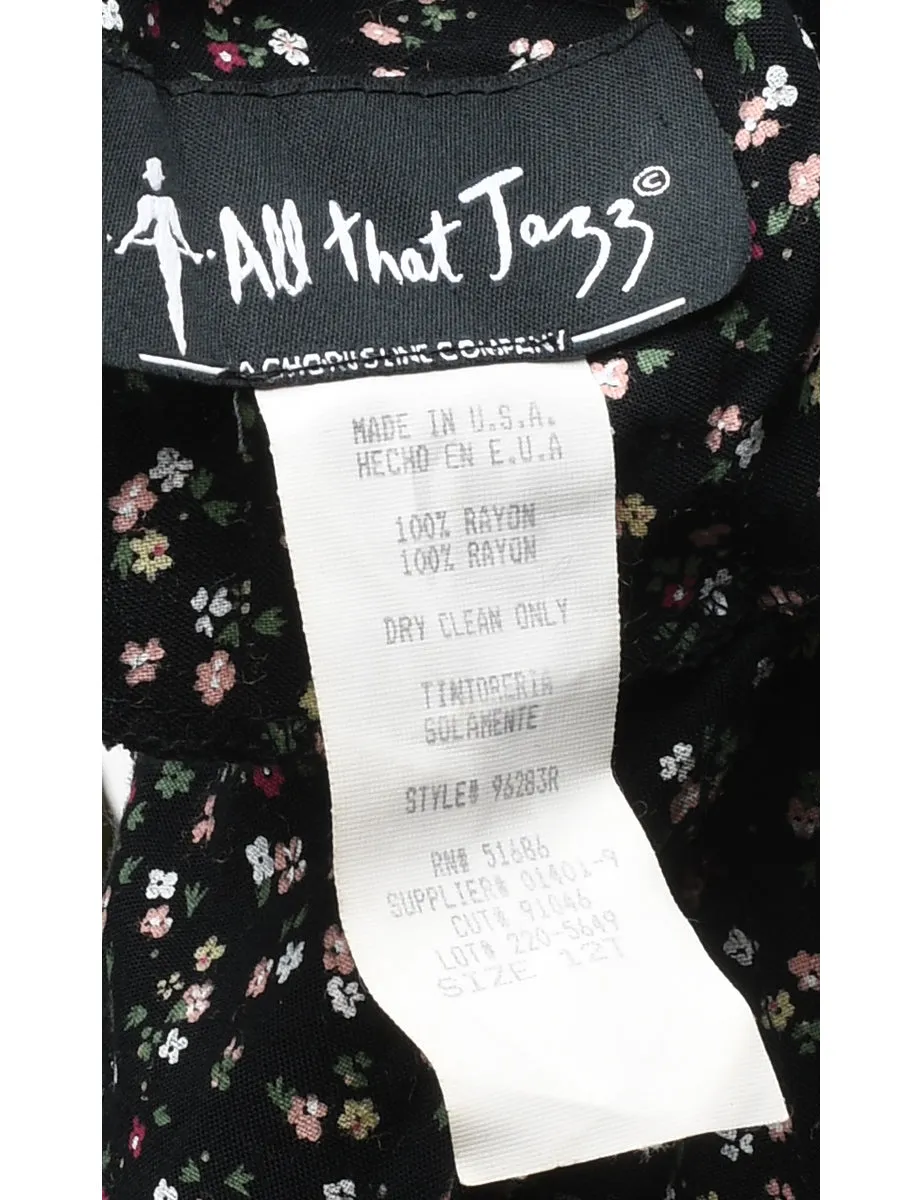 All that Jazz ©
A CHORUS LINE COMPANY
MADE IN U.S.A.
HECHO EN E.U.A
100% RAYON
100% RAYON
DRY CLEAN ONLY
TINTORERIA
SOLAMENTE
STYLE# 96283R
RN# 51686
SUPPLIER# 01401-9
CUT# 91046
LOT# 220-5649
SIZE 12T